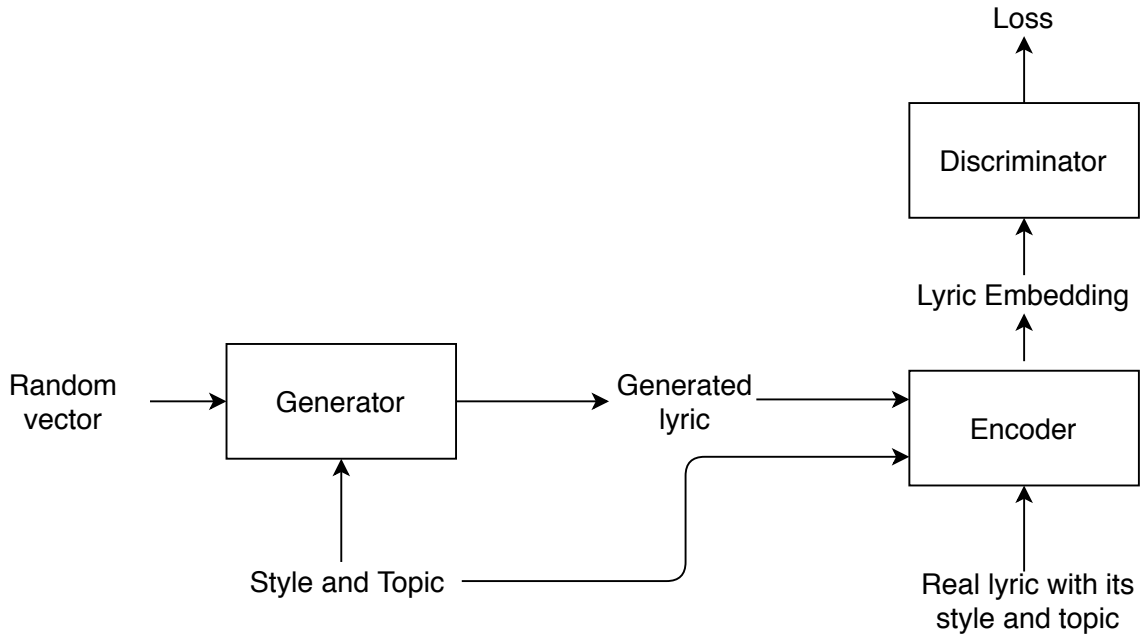 Loss
Discriminator
Lyric Embedding
Random
vector
Generator
Generated
lyric
Encoder
Style and Topic
Real lyric with its
style and topic